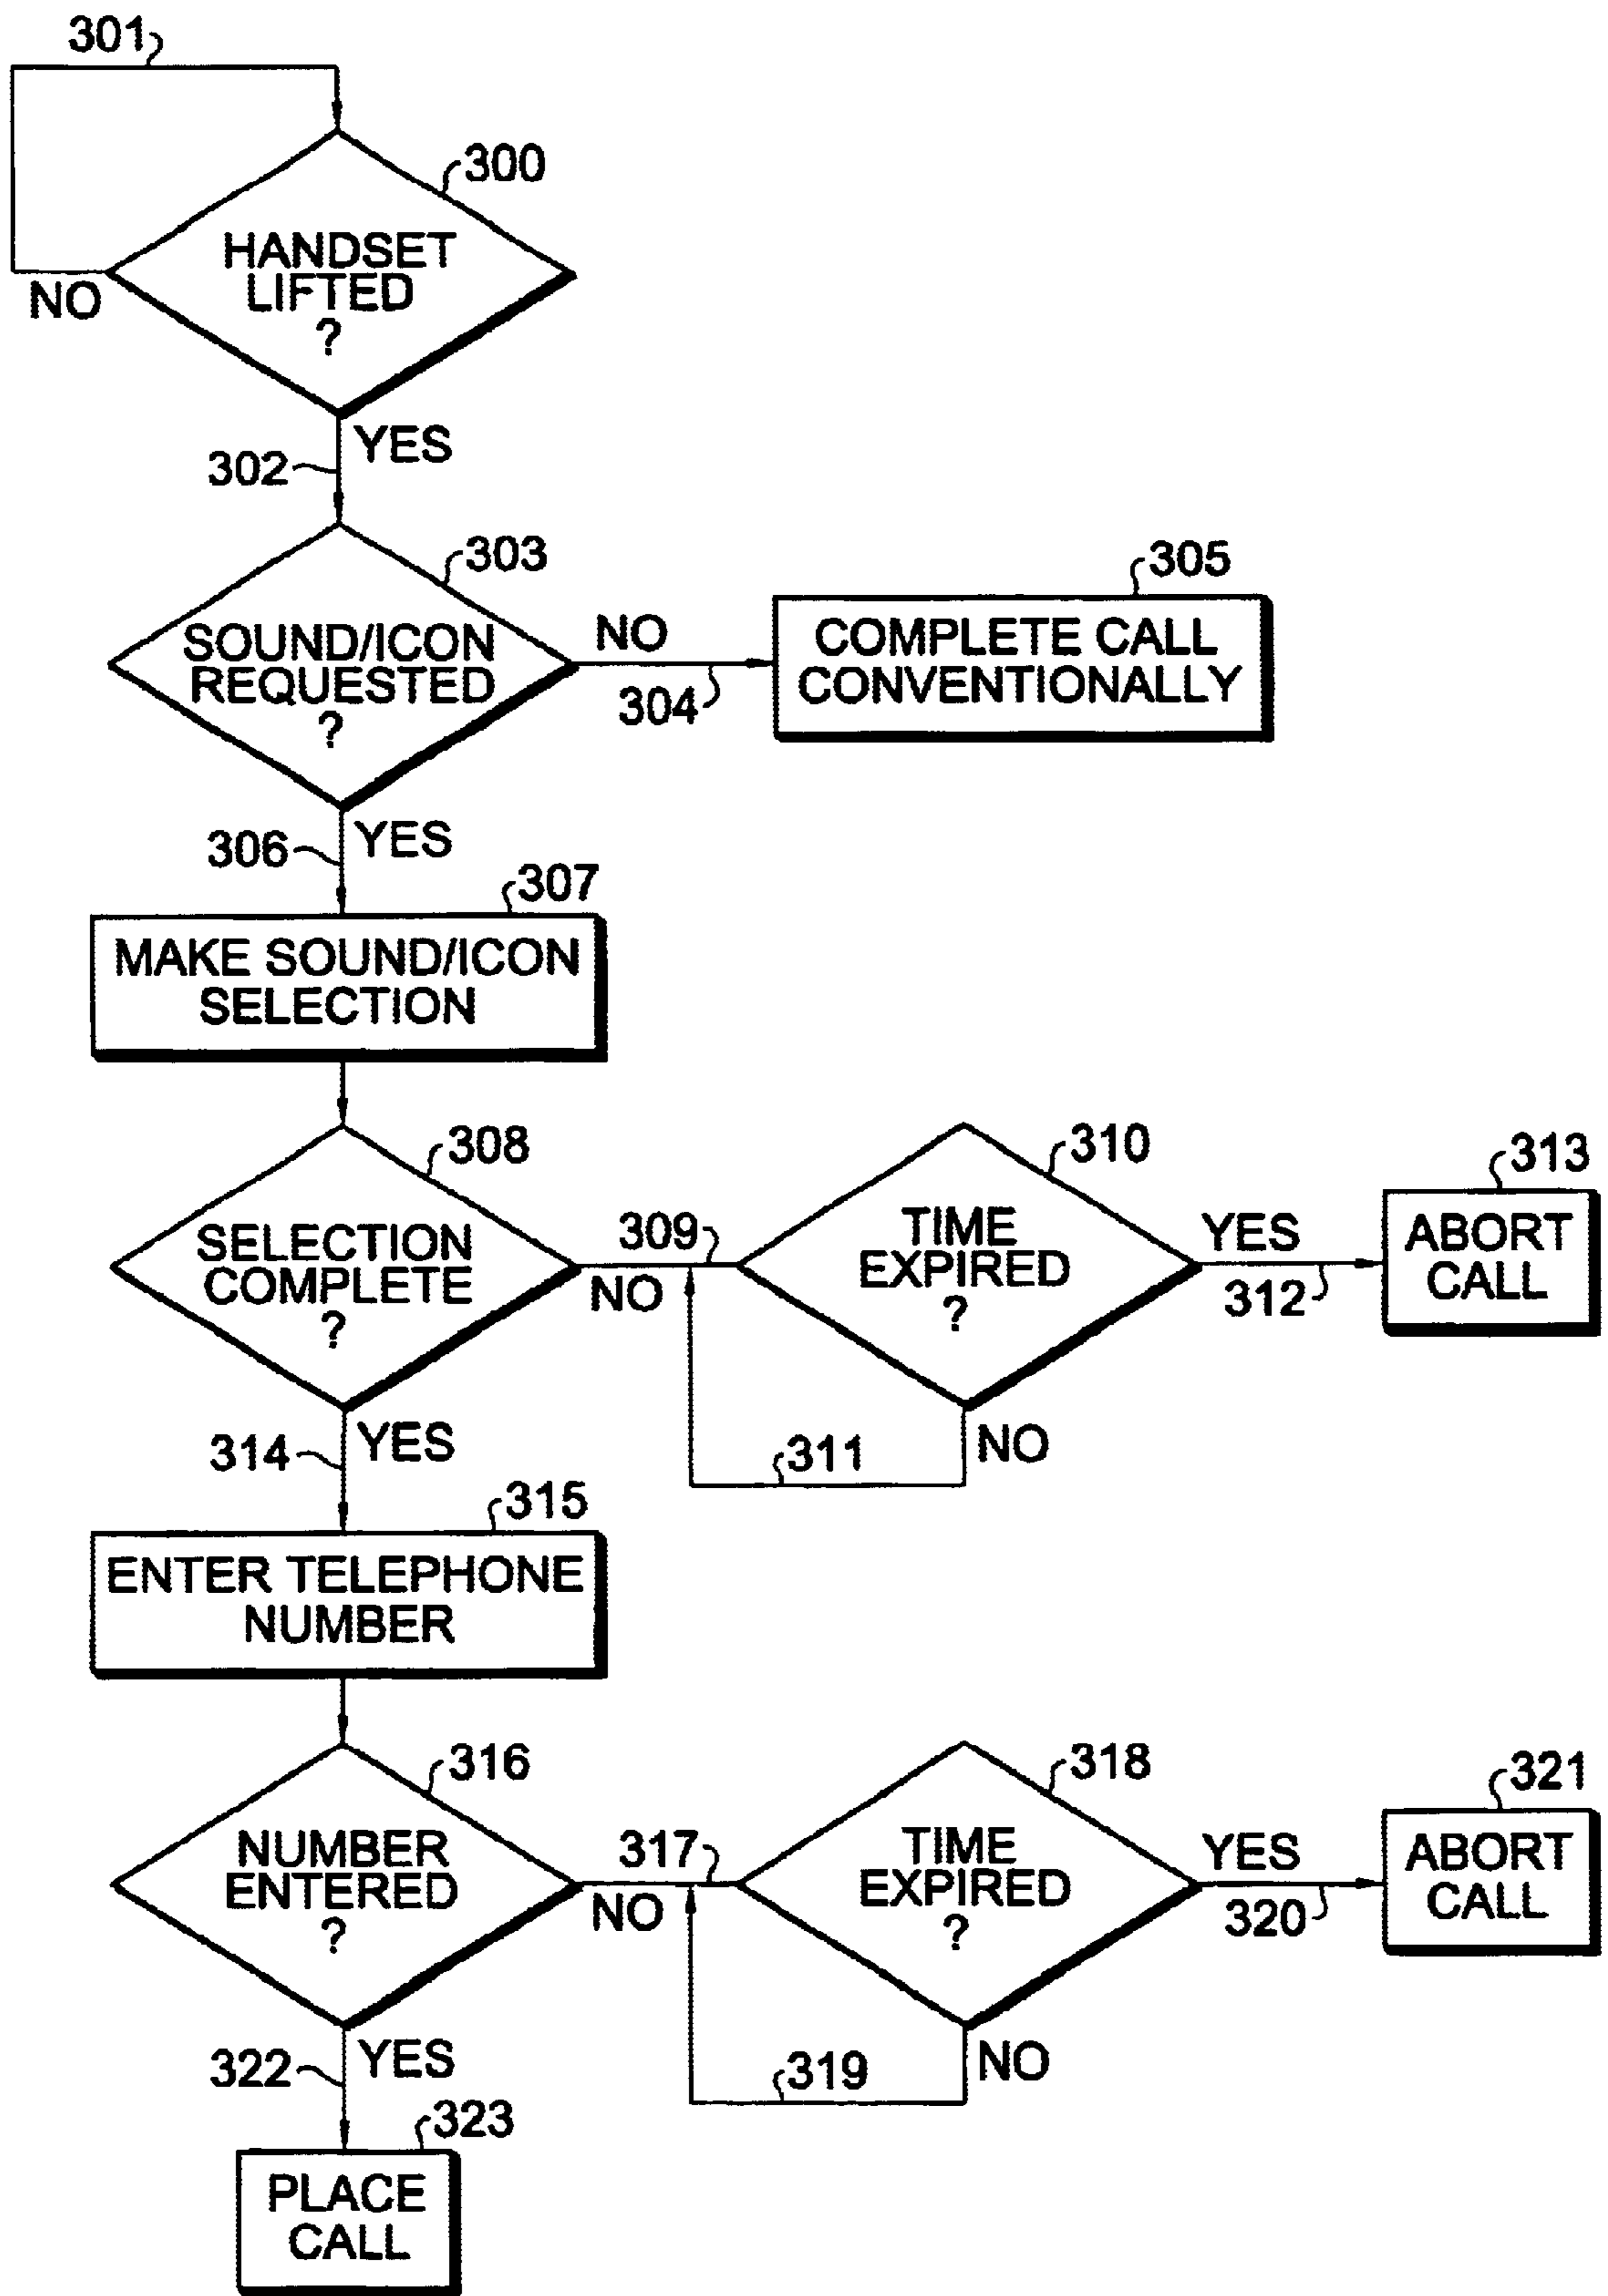 301
300
HANDSET
LIFTED
?
NO
YES
302
303
SOUND/ICON
REQUESTED
?
NO
304
305
COMPLETE CALL
CONVENTIONALLY
306
YES
307
MAKE SOUND/ICON
SELECTION
308
SELECTION
COMPLETE
?
309
NO
310
TIME
EXPIRED
?
YES
312
313
ABORT
CALL
311
NO
314
YES
315
ENTER TELEPHONE
NUMBER
316
NUMBER
ENTERED
?
317
NO
318
TIME
EXPIRED
?
YES
320
321
ABORT
CALL
319
NO
322
YES
323
PLACE
CALL